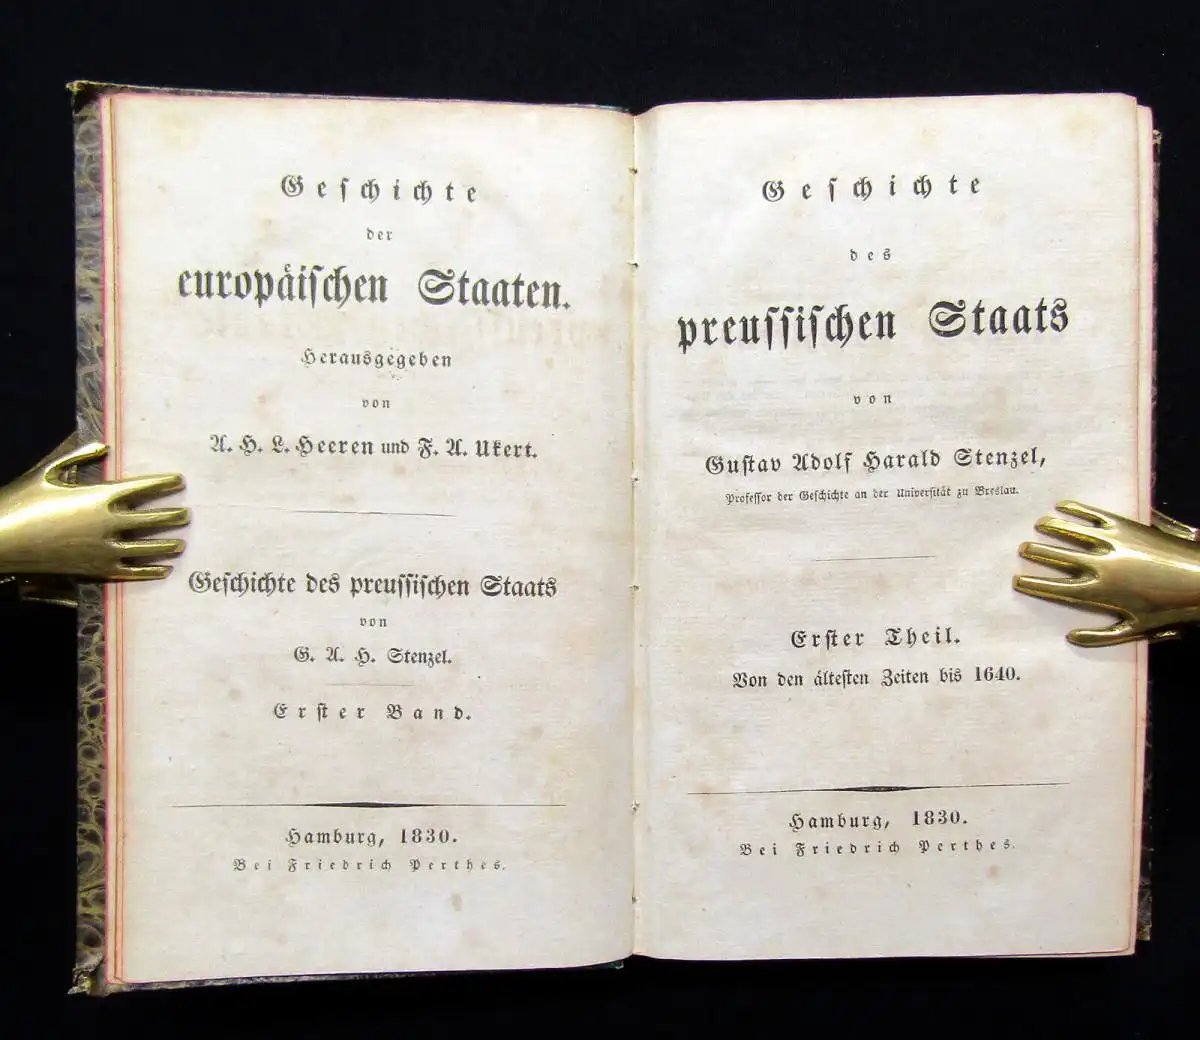 Geschichte
der
europäischen Staaten.
Herausgegeben
von
A. H. L. Heeren und F. A. Ukert.
Geschichte des preussischen Staats
von
G. A. H. Stenzel.
Erster Band.
Hamburg, 1830.
Bei Friedrich Perthes.
Geschichte
des
preussischen Staats
von
Gustav Adolf Harald Stenzel,
Professor der Geschichte an der Universität zu Breslau.
Erster Theil.
Von den ältesten Zeiten bis 1640.
Hamburg, 1830.
Bei Friedrich Perthes.